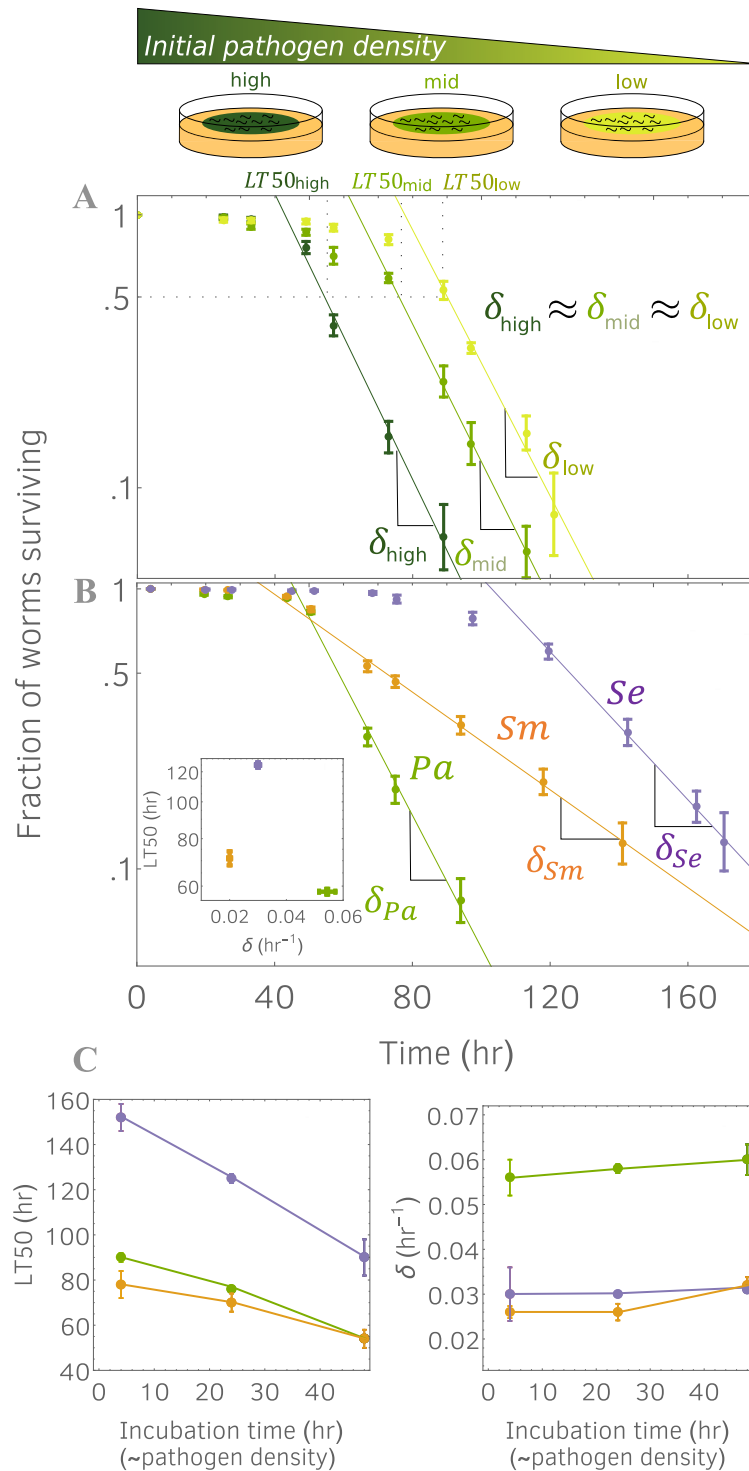 Initial pathogen density
high mid low
LT50high LT50mid LT50low
A
1
.5
.1
δhigh ≈ δmid ≈ δlow
δlow
δhigh
δmid
Fraction of worms surviving
B
1
.5
.1
Se
Sm
Pa
δSe
δSm
δPa
120
100
80
60
LT50 (hr)
0.02 0.04 0.06
δ (hr⁻¹)
0 40 80 120 160
Time (hr)
C
160
140
120
100
80
60
40
LT50 (hr)
0 10 20 30 40
Incubation time (hr)
(~pathogen density)
0.07
0.06
0.05
0.04
0.03
0.02
δ (hr⁻¹)
0 10 20 30 40
Incubation time (hr)
(~pathogen density)